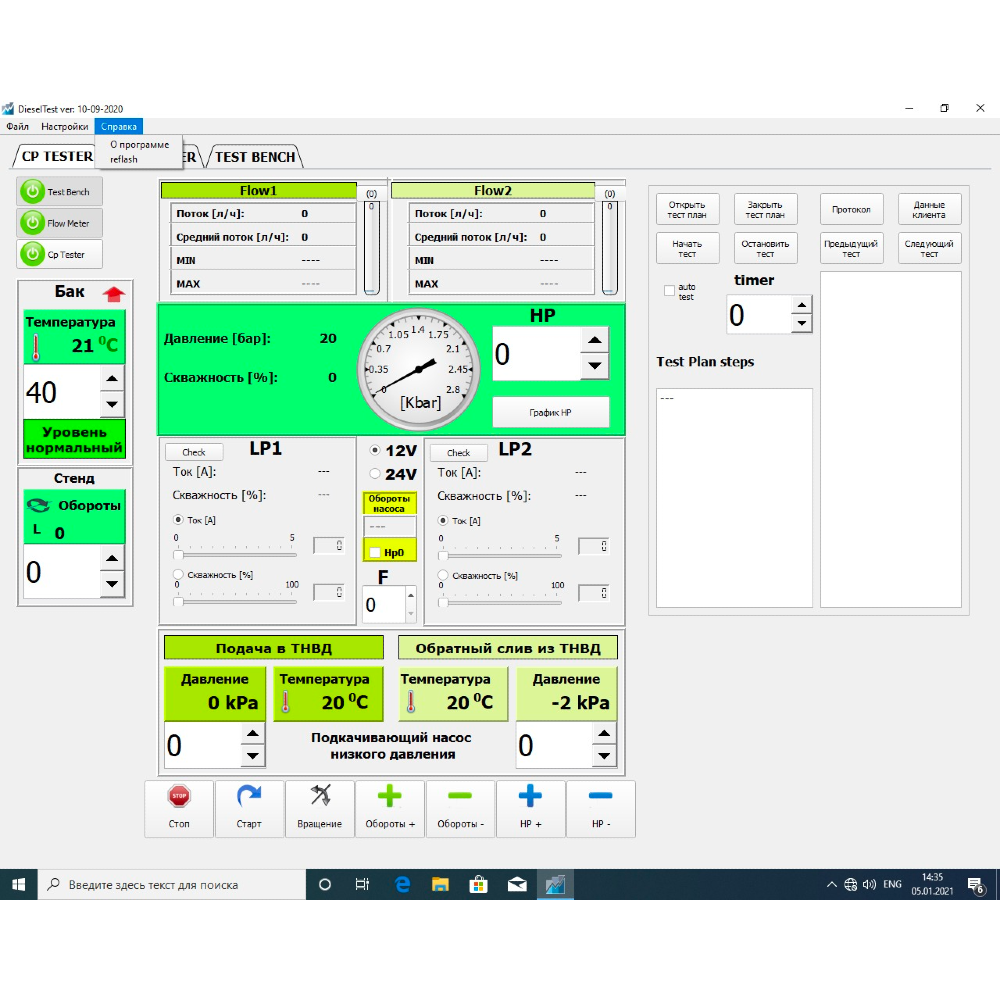 DieselTest ver: 10-09-2020
Файл Настройки Справка
О программе
reflash
CP TESTER
ER
TEST BENCH
Test Bench
Flow Meter
Cp Tester
Бак
Температура
21 ⁰C
40
Уровень
нормальный
Стенд
Обороты
L 0
0
Flow1
(0)
0
Поток [л/ч]: 0
Средний поток [л/ч]: 0
MIN ----
MAX ----
Flow2
(0)
0
Поток [л/ч]: 0
Средний поток [л/ч]: 0
MIN ----
MAX ----
Давление [бар]: 20
Скважность [%]: 0
0
0.35
0.7
1.05
1.4
1.75
2.1
2.45
2.8
[Kbar]
HP
0
График HP
Check
LP1
Ток [А]: ---
Скважность [%]: ---
Ток [А]
0 5
0
Скважность [%]
0 100
0
12V
24V
Обороты
насоса
---
Hp0
F
0
Check
LP2
Ток [А]: ---
Скважность [%]: ---
Ток [А]
0 5
0
Скважность [%]
0 100
0
Подача в ТНВД
Давление
0 kPa
Температура
20 ⁰C
0
Обратный слив из ТНВД
Температура
20 ⁰C
Давление
-2 kPa
0
Подкачивающий насос
низкого давления
STOP
Стоп
Старт
Вращение
Обороты +
Обороты -
HP +
HP -
Открыть
тест план
Закрыть
тест план
Протокол
Данные
клиента
Начать
тест
Остановить
тест
Предыдущий
тест
Следующий
тест
auto
test
timer
0
Test Plan steps
---
Введите здесь текст для поиска
ENG
14:35
05.01.2021
6